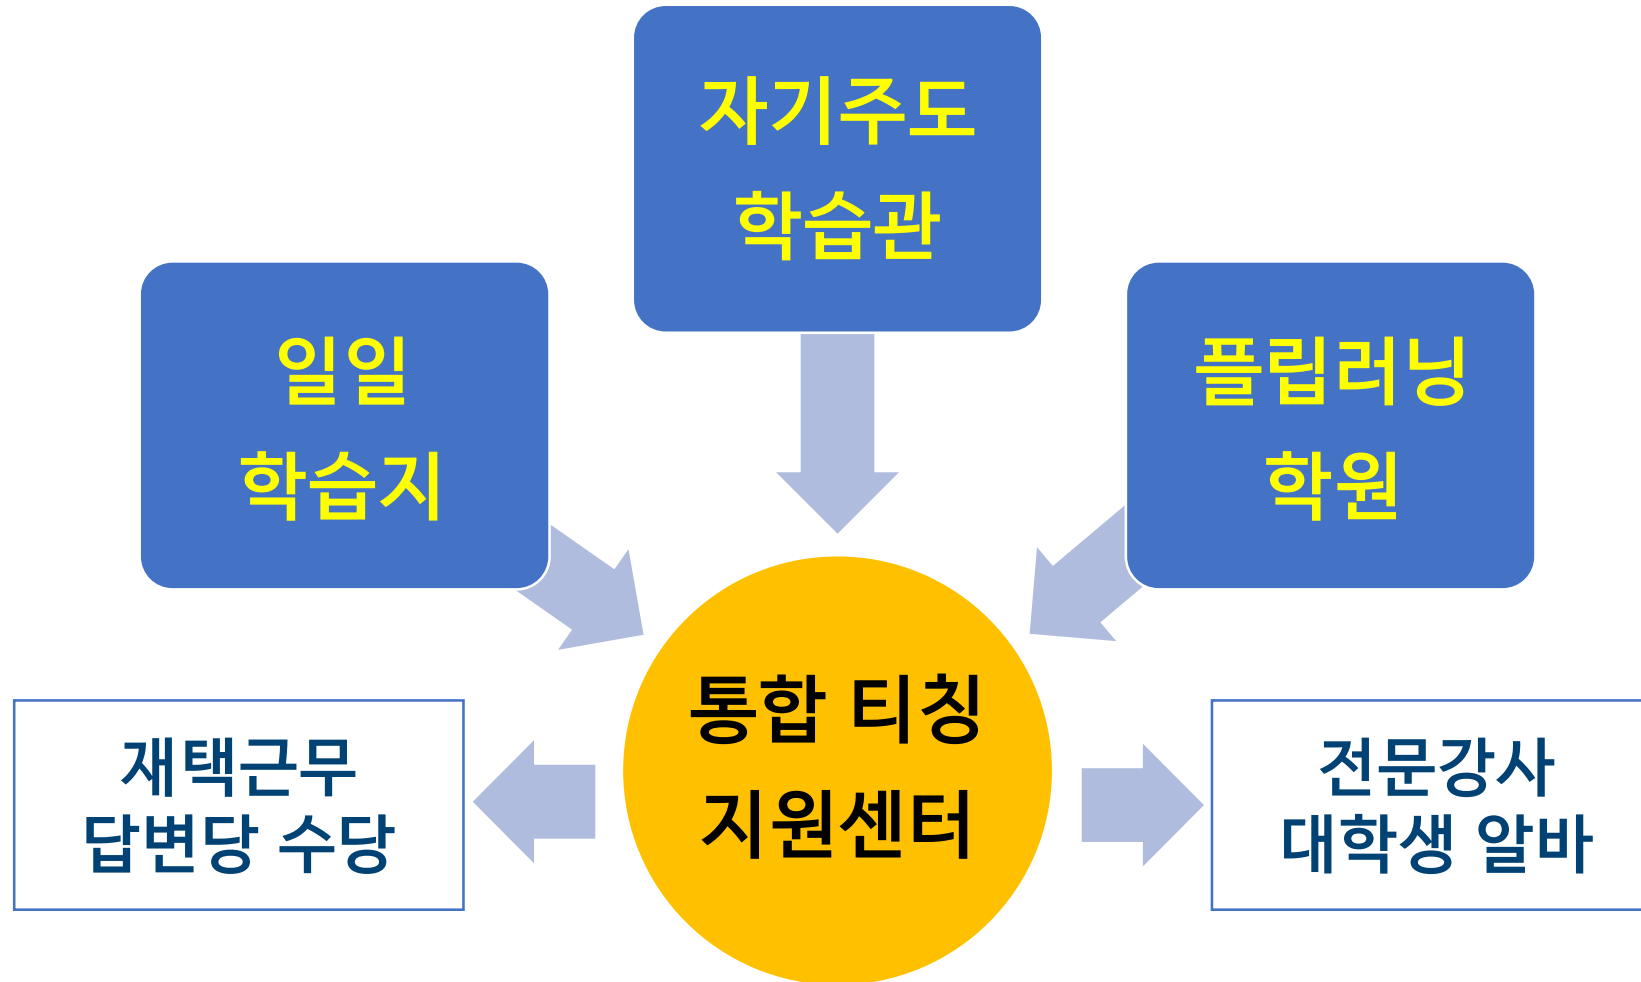 자기주도
학습관
일일
학습지
플립러닝
학원
통합 티칭
지원센터
재택근무
답변당 수당
전문강사
대학생 알바